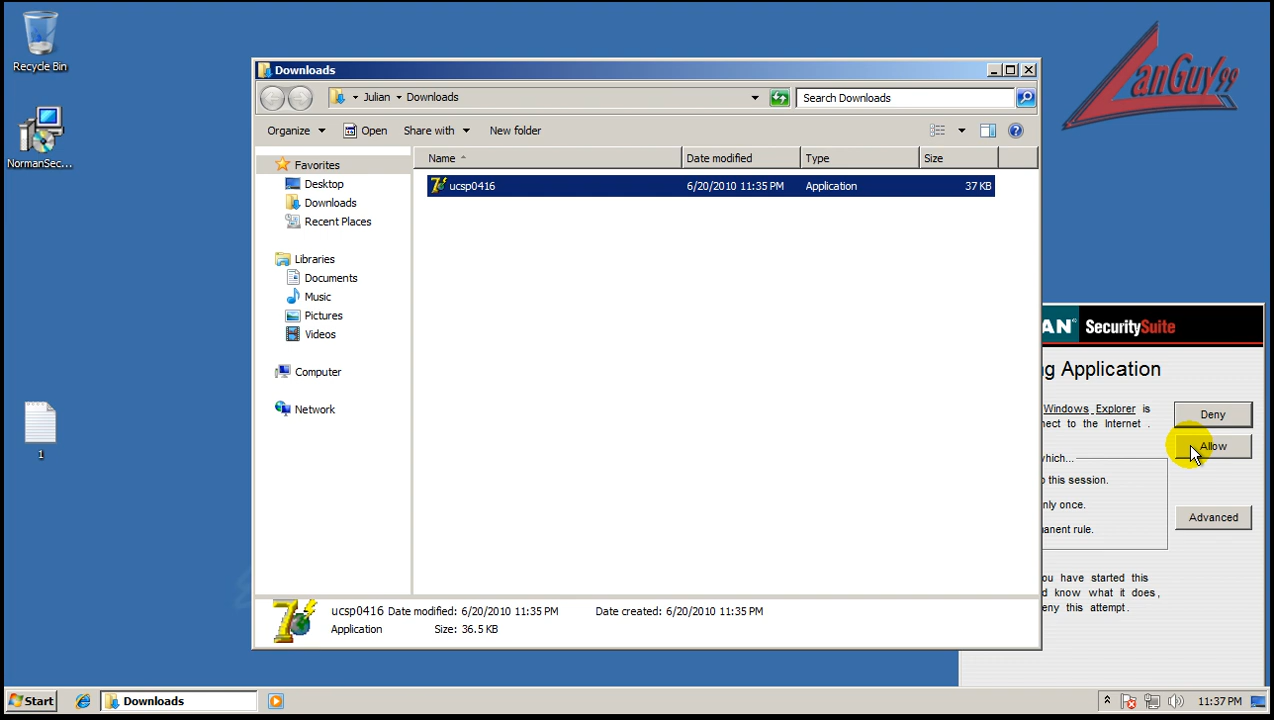 Recycle Bin
NormanSec...
1
LanGuy99
Downloads
Julian
Downloads
Search Downloads
Organize
Open
Share with
New folder
Favorites
Desktop
Downloads
Recent Places
Libraries
Documents
Music
Pictures
Videos
Computer
Network
Name
Date modified
Type
Size
ucsp0416
6/20/2010 11:35 PM
Application
37 KB
ucsp0416 Date modified: 6/20/2010 11:35 PM
Date created: 6/20/2010 11:35 PM
Application
Size: 36.5 KB
AN SecuritySuite
g Application
Windows Explorer is
nect to the Internet .
which...
this session.
nly once.
anent rule.
Deny
Allow
Advanced
ou have started this
d know what it does,
eny this attempt.
Start
Downloads
11:37 PM